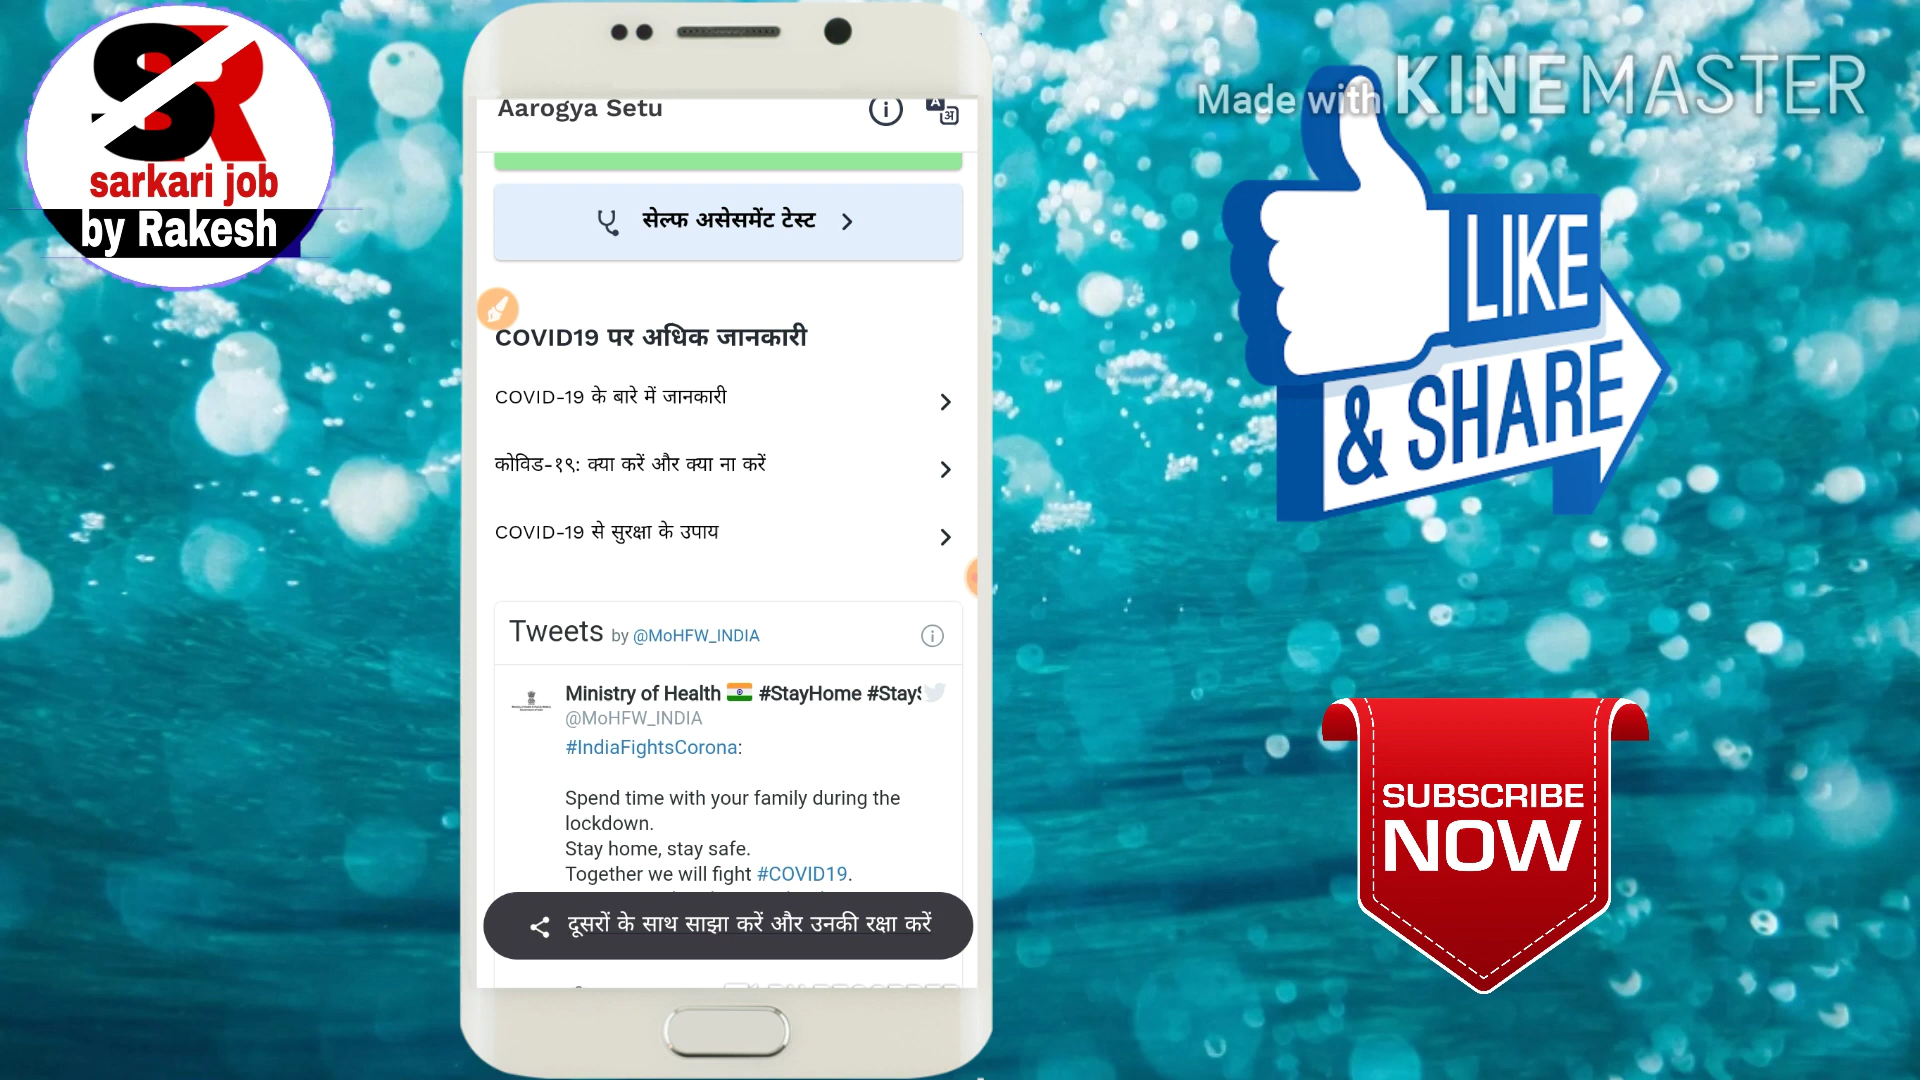 SR
sarkari job
by Rakesh
Aarogya Setu
सेल्फ असेसमेंट टेस्ट
COVID19 पर अधिक जानकारी
COVID-19 के बारे में जानकारी
कोविड-१९: क्या करें और क्या ना करें
COVID-19 से सुरक्षा के उपाय
Tweets by @MoHFW_INDIA
Ministry of Health 🇮🇳 #StayHome
@MoHFW_INDIA
#IndiaFightsCorona:
Spend time with your family during the
lockdown.
Stay home, stay safe.
Together we will fight #COVID19.
दूसरों के साथ साझा करें और उनकी रक्षा करें
Made with KINEMASTER
LIKE
& SHARE
SUBSCRIBE
NOW